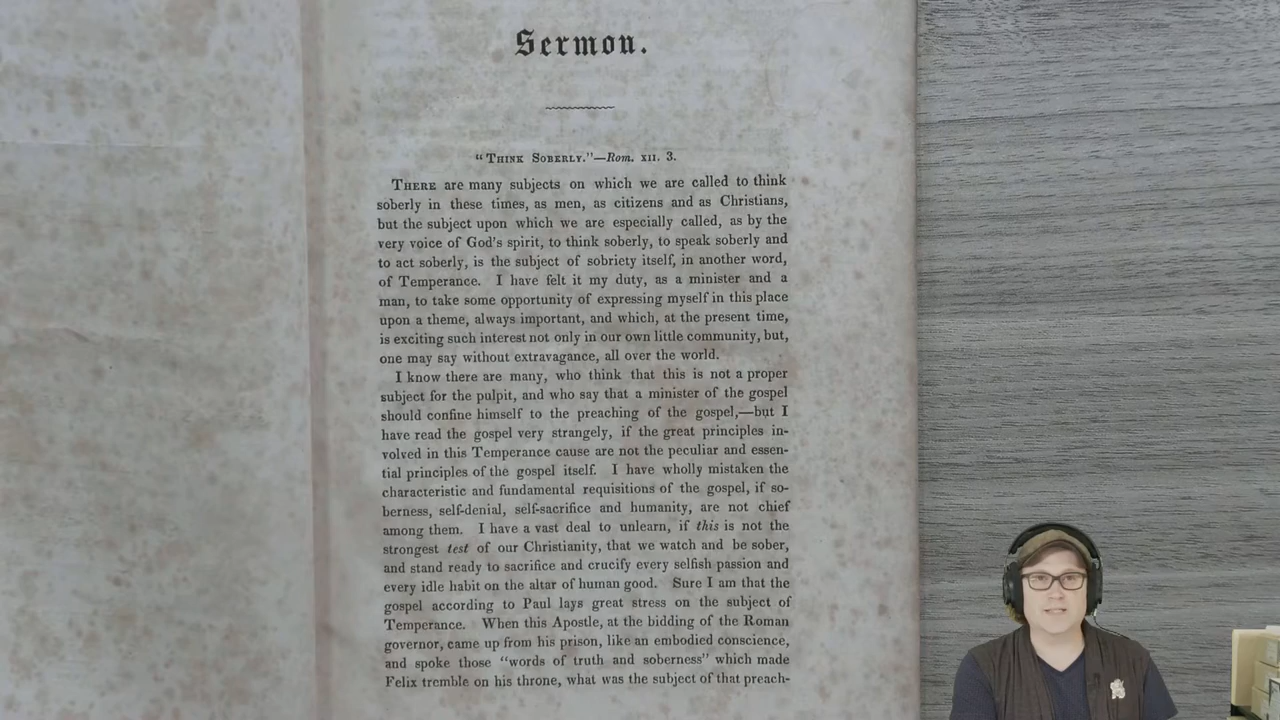 Sermon.
“Think Soberly.”—Rom. xii. 3.
There are many subjects on which we are called to think
soberly in these times, as men, as citizens and as Christians,
but the subject upon which we are especially called, as by the
very voice of God’s spirit, to think soberly, to speak soberly and
to act soberly, is the subject of sobriety itself, in another word,
of Temperance. I have felt it my duty, as a minister and a
man, to take some opportunity of expressing myself in this place
upon a theme, always important, and which, at the present time,
is exciting such interest not only in our own little community, but,
one may say without extravagance, all over the world.
I know there are many, who think that this is not a proper
subject for the pulpit, and who say that a minister of the gospel
should confine himself to the preaching of the gospel,—but I
have read the gospel very strangely, if the great principles in-
volved in this Temperance cause are not the peculiar and essen-
tial principles of the gospel itself. I have wholly mistaken the
characteristic and fundamental requisitions of the gospel, if so-
berness, self-denial, self-sacrifice and humanity, are not chief
among them. I have a vast deal to unlearn, if this is not the
strongest test of our Christianity, that we watch and be sober,
and stand ready to sacrifice and crucify every selfish passion and
every idle habit on the altar of human good. Sure I am that the
gospel according to Paul lays great stress on the subject of
Temperance. When this Apostle, at the bidding of the Roman
governor, came up from his prison, like an embodied conscience,
and spoke those “words of truth and soberness” which made
Felix tremble on his throne, what was the subject of that preach-